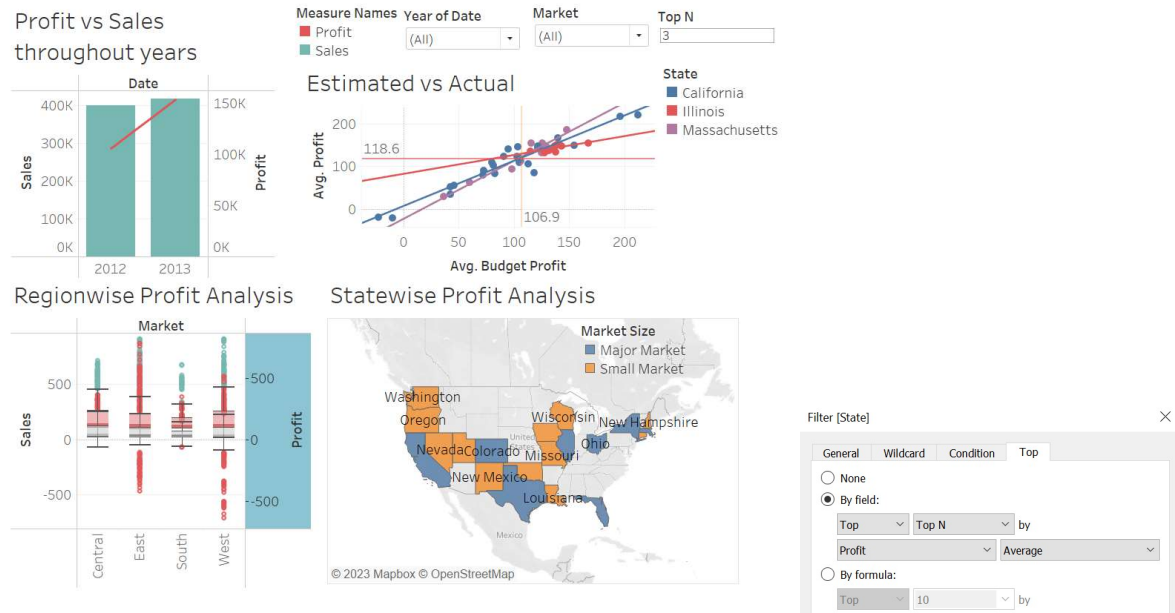 Profit vs Sales
throughout years
Measure Names
Profit
Sales
Year of Date
(All)
Market
(All)
Top N
3
Date
400K
300K
200K
100K
0K
Sales
150K
100K
50K
0K
Profit
2012
2013
Estimated vs Actual
State
California
Illinois
Massachusetts
200
100
0
Avg. Profit
118.6
106.9
0
50
100
150
200
Avg. Budget Profit
Regionwise Profit Analysis
Market
500
0
-500
Sales
500
0
-500
Profit
Central
East
South
West
Statewise Profit Analysis
Market Size
Major Market
Small Market
Washington
Oregon
Wisconsin
New Hampshire
Nevada
Colorado
United
States
Missouri
Ohio
New Mexico
Louisiana
Mexico
© 2023 Mapbox © OpenStreetMap
Filter [State]
General
Wildcard
Condition
Top
None
By field:
Top
Top N
by
Profit
Average
By formula:
Top
10
by